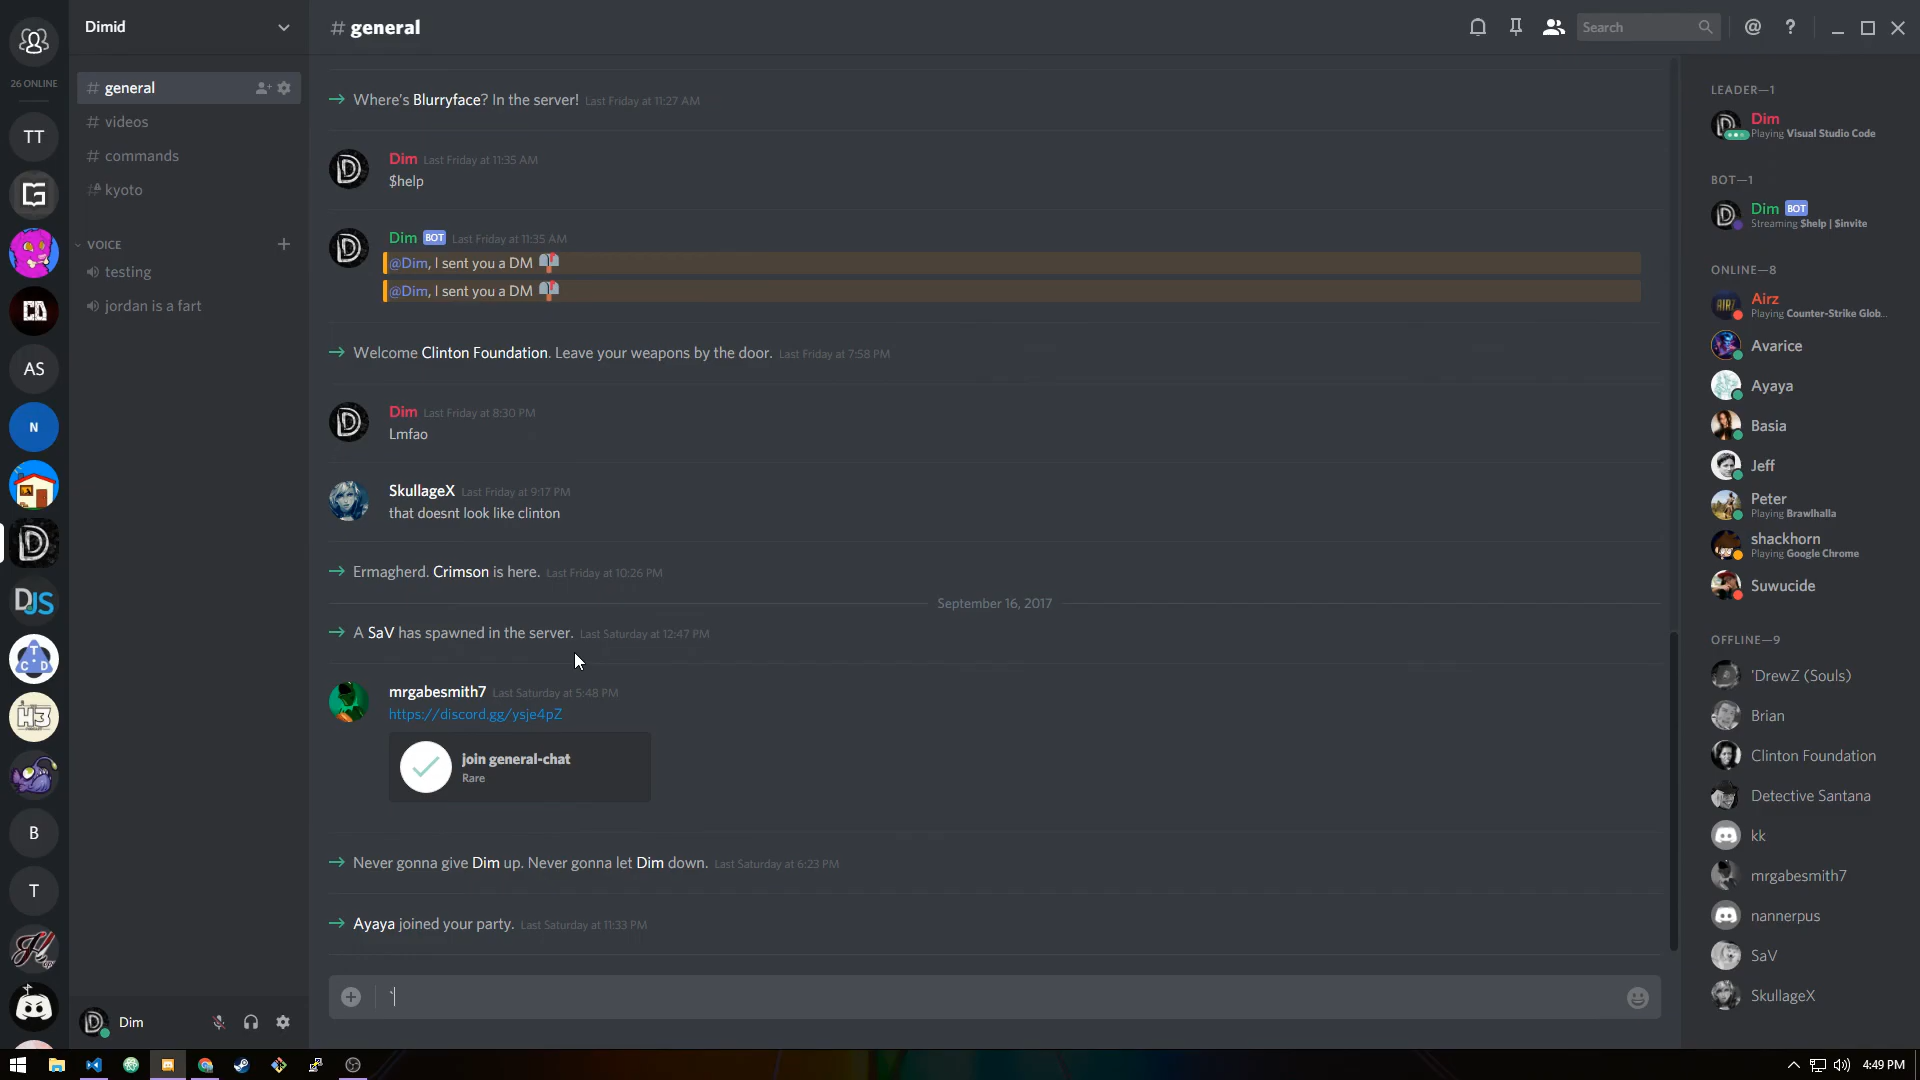 Dimid
# general
Search
@
?
26 ONLINE
TT
CD
AS
N
D
DJS
T
C D
H3
B
T
# general
# videos
# commands
kyoto
VOICE
testing
jordan is a fart
Dim
Where's Blurryface? In the server! Last Friday at 11:27 AM
Dim Last Friday at 11:35 AM
$help
Dim BOT Last Friday at 11:35 AM
@Dim, I sent you a DM
@Dim, I sent you a DM
Welcome Clinton Foundation. Leave your weapons by the door. Last Friday at 7:58 PM
Dim Last Friday at 8:30 PM
Lmfao
SkullageX Last Friday at 9:17 PM
that doesnt look like clinton
Ermagherd. Crimson is here. Last Friday at 10:26 PM
September 16, 2017
A SaV has spawned in the server. Last Saturday at 12:47 PM
mrgabesmith7 Last Saturday at 5:48 PM
https://discord.gg/ysje4pZ
join general-chat
Rare
Never gonna give Dim up. Never gonna let Dim down. Last Saturday at 6:23 PM
Ayaya joined your party. Last Saturday at 11:33 PM
`
LEADER—1
Dim
Playing Visual Studio Code
BOT—1
Dim BOT
Streaming $help | $invite
ONLINE—8
Airz
Playing Counter-Strike Glob...
Avarice
Ayaya
Basia
Jeff
Peter
Playing Brawlhalla
shackhorn
Playing Google Chrome
Suwucide
OFFLINE—9
'DrewZ (Souls)
Brian
Clinton Foundation
Detective Santana
kk
mrgabesmith7
nannerpus
SaV
SkullageX
4:49 PM